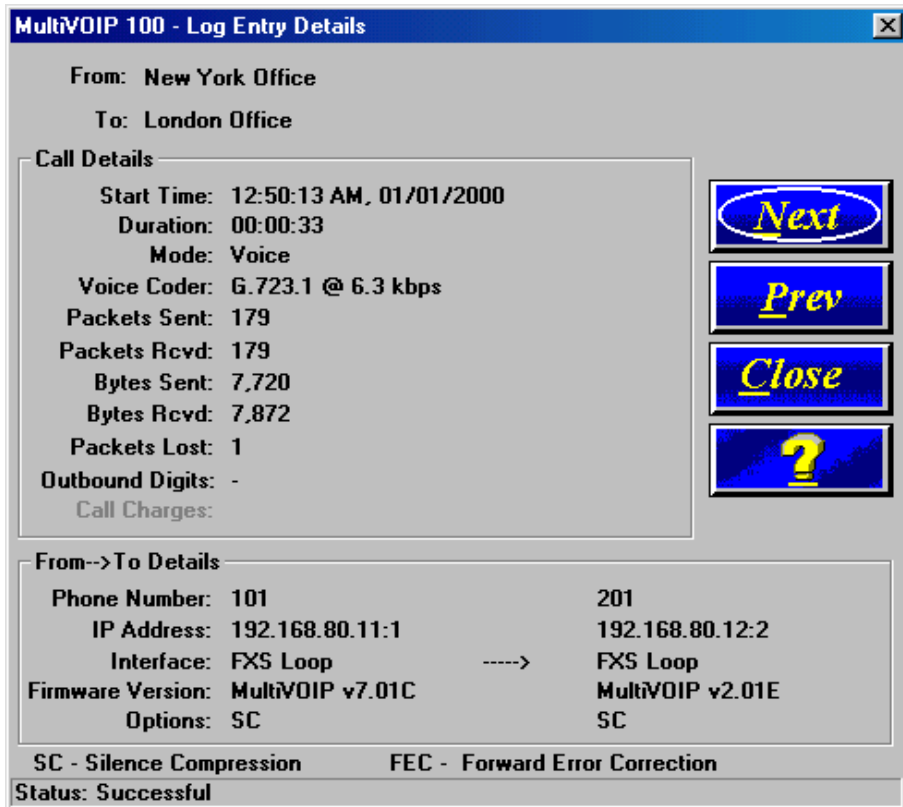 MultiVOIP 100 - Log Entry Details
From: New York Office
To: London Office
Call Details
Start Time: 12:50:13 AM, 01/01/2000
Duration: 00:00:33
Mode: Voice
Voice Coder: G.723.1 @ 6.3 kbps
Packets Sent: 179
Packets Rcvd: 179
Bytes Sent: 7,720
Bytes Rcvd: 7,872
Packets Lost: 1
Outbound Digits: -
Call Charges:
Next
Prev
Close
?
From-->To Details
Phone Number: 101 201
IP Address: 192.168.80.11:1 192.168.80.12:2
Interface: FXS Loop -----> FXS Loop
Firmware Version: MultiVOIP v7.01C MultiVOIP v2.01E
Options: SC SC
SC - Silence Compression FEC - Forward Error Correction
Status: Successful